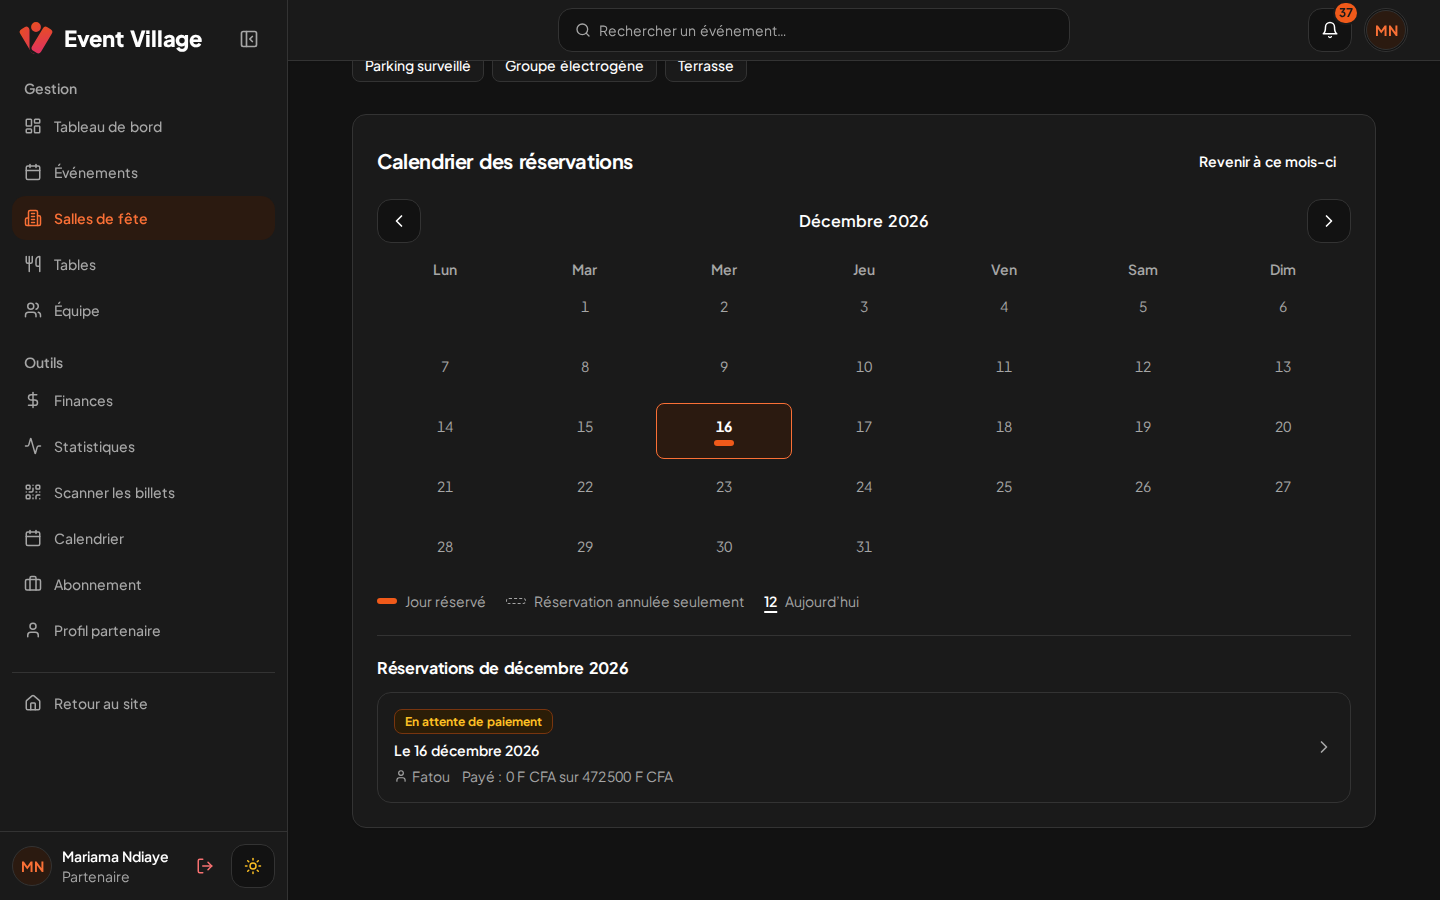 Event Village
Rechercher un événement...
37
MN
Gestion
Tableau de bord
Événements
Salles de fête
Tables
Équipe
Outils
Finances
Statistiques
Scanner les billets
Calendrier
Abonnement
Profil partenaire
Retour au site
MN
Mariama Ndiaye
Partenaire
Parking surveillé
Groupe électrogène
Terrasse
Calendrier des réservations
Revenir à ce mois-ci
Décembre 2026
Lun Mar Mer Jeu Ven Sam Dim
1 2 3 4 5 6
7 8 9 10 11 12 13
14 15 16 17 18 19 20
21 22 23 24 25 26 27
28 29 30 31
Jour réservé Réservation annulée seulement 12 Aujourd'hui
Réservations de décembre 2026
En attente de paiement
Le 16 décembre 2026
Fatou Payé : 0 F CFA sur 472 500 F CFA